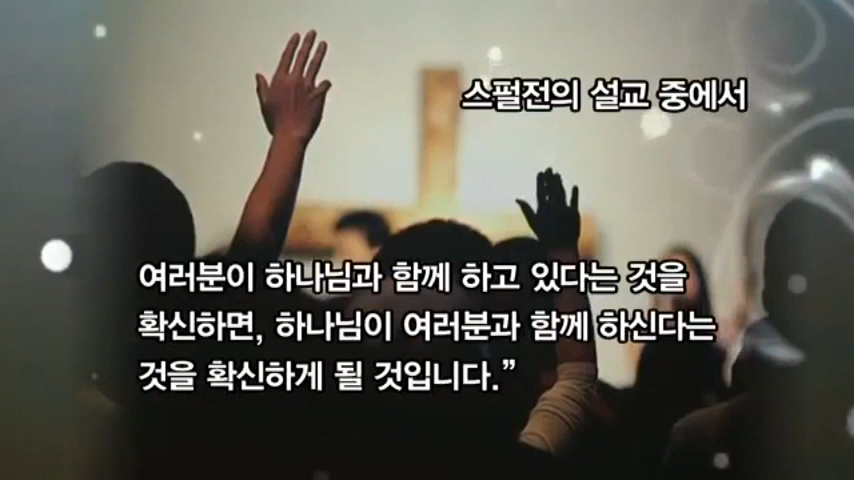 스펄전의 설교 중에서
여러분이 하나님과 함께 하고 있다는 것을
확신하면, 하나님이 여러분과 함께 하신다는
것을 확신하게 될 것입니다.”